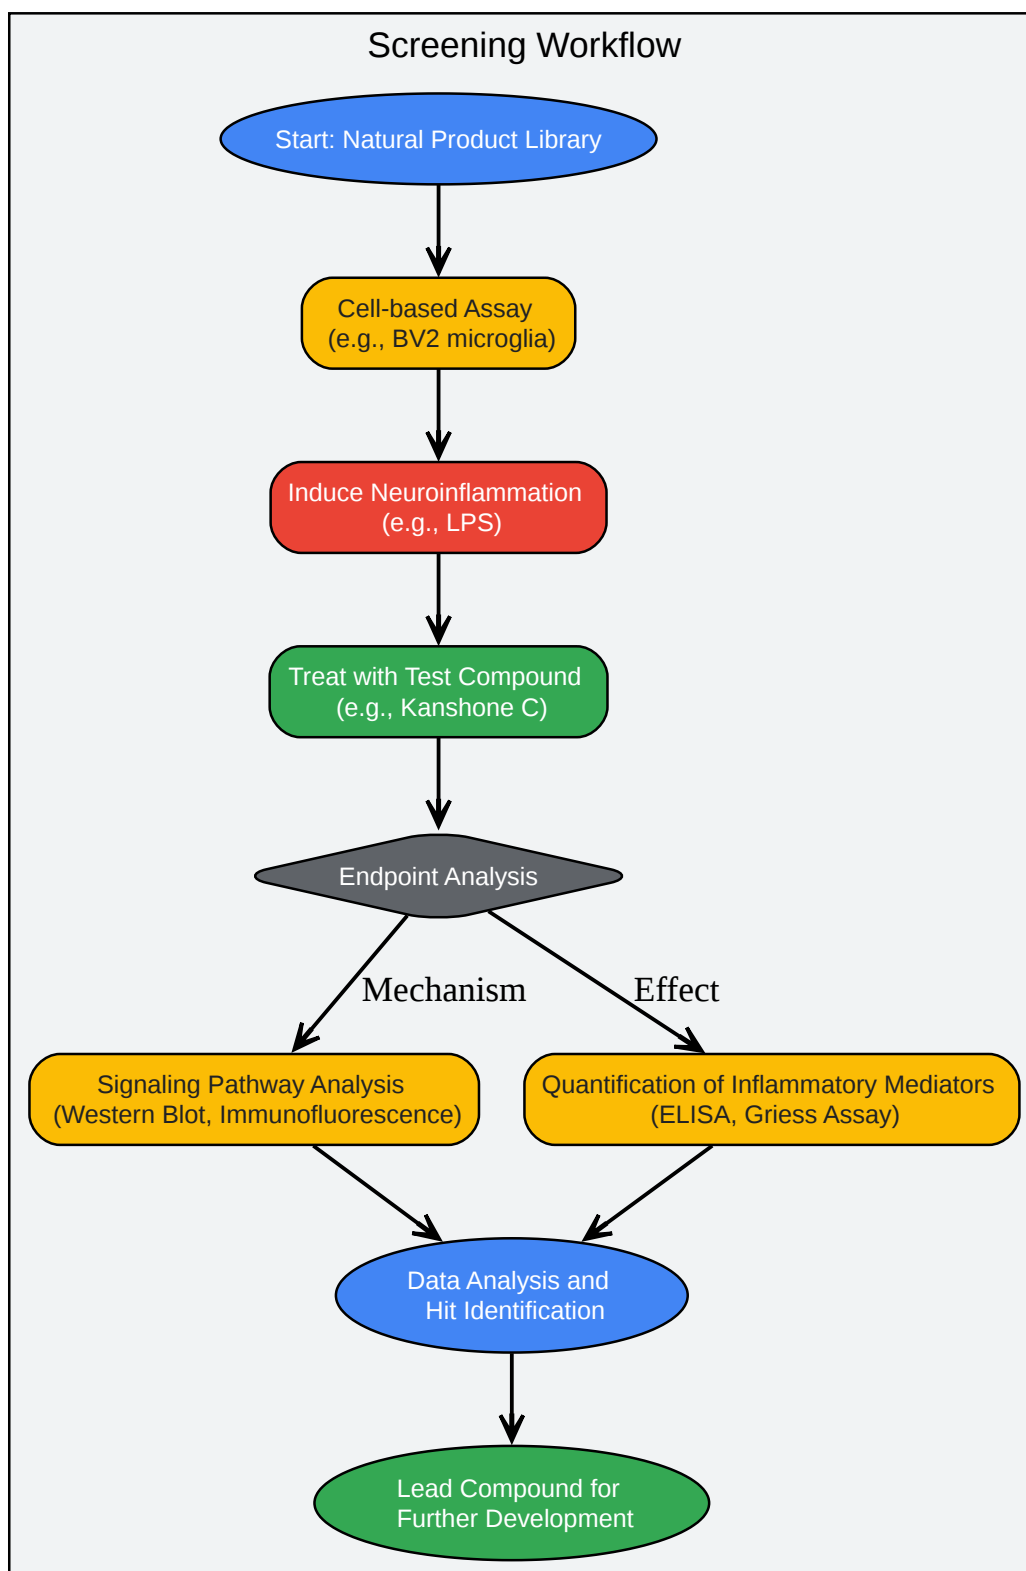 Screening Workflow
Start: Natural Product Library
Cell-based Assay
(e.g., BV2 microglia)
Induce Neuroinflammation
(e.g., LPS)
Treat with Test Compound
(e.g., Kanshone C)
Endpoint Analysis
Mechanism
Effect
Signaling Pathway Analysis
(Western Blot, Immunofluorescence)
Quantification of Inflammatory Mediators
(ELISA, Griess Assay)
Data Analysis and
Hit Identification
Lead Compound for
Further Development